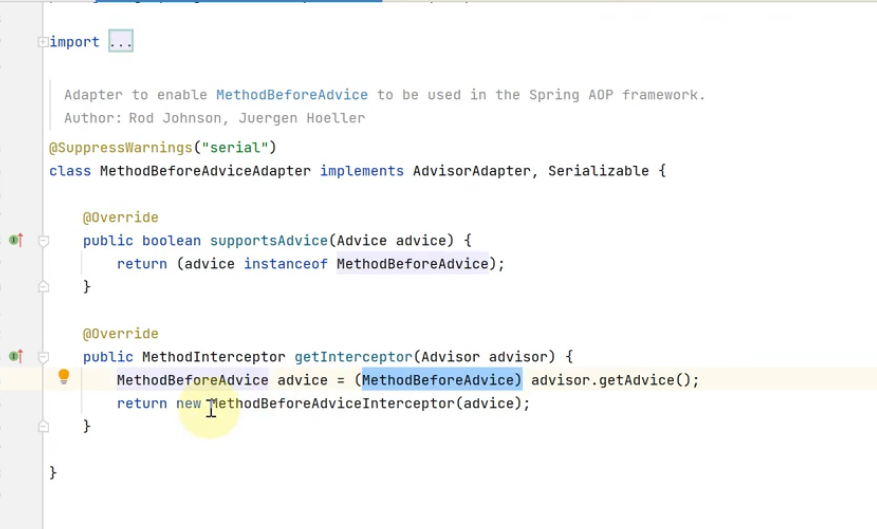 import ...
Adapter to enable MethodBeforeAdvice to be used in the Spring AOP framework.
Author: Rod Johnson, Juergen Hoeller
@SuppressWarnings("serial")
class MethodBeforeAdviceAdapter implements AdvisorAdapter, Serializable {
@Override
public boolean supportsAdvice(Advice advice) {
return (advice instanceof MethodBeforeAdvice);
}
@Override
public MethodInterceptor getInterceptor(Advisor advisor) {
MethodBeforeAdvice advice = (MethodBeforeAdvice) advisor.getAdvice();
return new MethodBeforeAdviceInterceptor(advice);
}
}